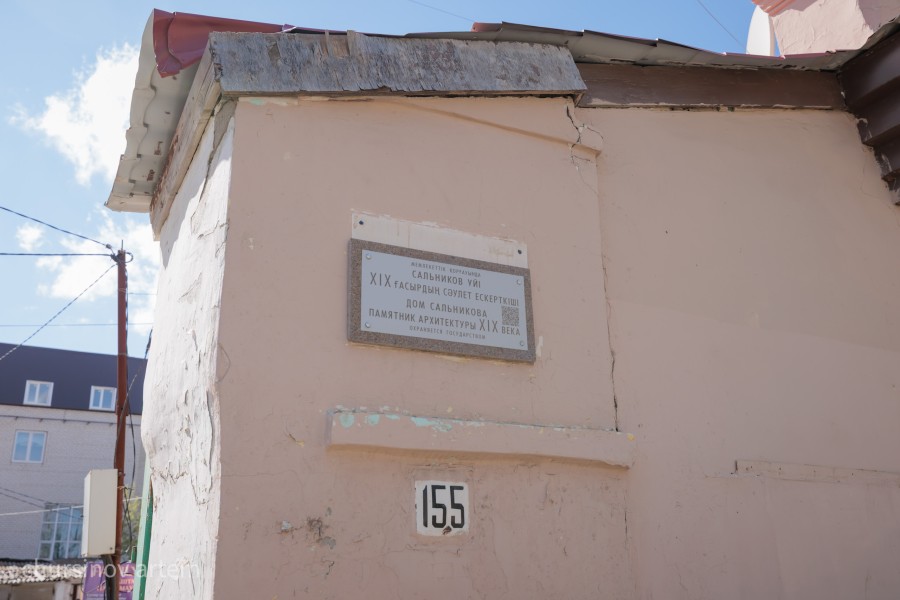 МЕМЛЕКЕТТІҢ ҚОРҒАУЫНДА
САЛЬНИКОВ ҮЙІ
XIX ҒАСЫРДЫҢ СӘУЛЕТ ЕСКЕРТКІШІ
ДОМ САЛЬНИКОВА
ПАМЯТНИК АРХИТЕКТУРЫ XIX ВЕКА
ОХРАНЯЕТСЯ ГОСУДАРСТВОМ
155